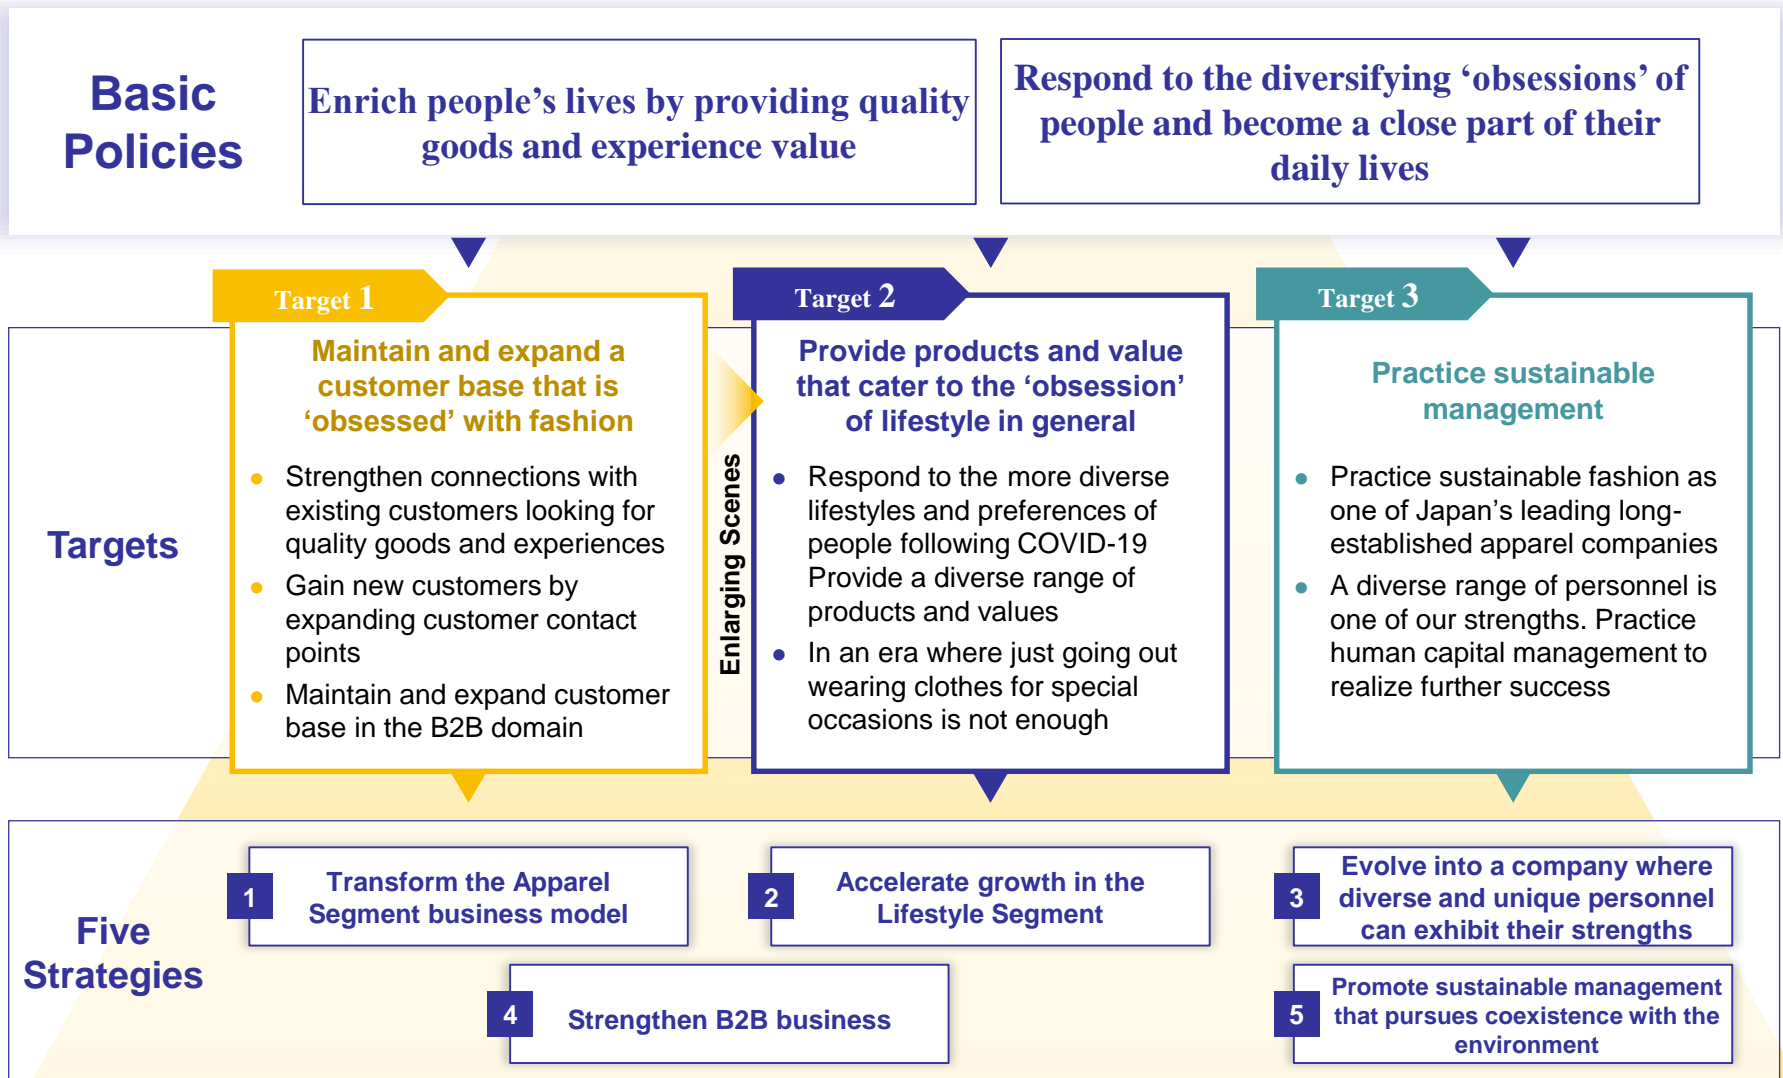 Basic
Policies
Enrich people’s lives by providing quality
goods and experience value
Respond to the diversifying ‘obsessions’ of
people and become a close part of their
daily lives
Targets
Target 1
Maintain and expand a
customer base that is
‘obsessed’ with fashion
● Strengthen connections with
existing customers looking for
quality goods and experiences
● Gain new customers by
expanding customer contact
points
● Maintain and expand customer
base in the B2B domain
Enlarging Scenes
Target 2
Provide products and value
that cater to the ‘obsession’
of lifestyle in general
● Respond to the more diverse
lifestyles and preferences of
people following COVID-19
Provide a diverse range of
products and values
● In an era where just going out
wearing clothes for special
occasions is not enough
Target 3
Practice sustainable
management
● Practice sustainable fashion as
one of Japan’s leading long-
established apparel companies
● A diverse range of personnel is
one of our strengths. Practice
human capital management to
realize further success
Five
Strategies
1
Transform the Apparel
Segment business model
2
Accelerate growth in the
Lifestyle Segment
3
Evolve into a company where
diverse and unique personnel
can exhibit their strengths
4
Strengthen B2B business
5
Promote sustainable management
that pursues coexistence with the
environment